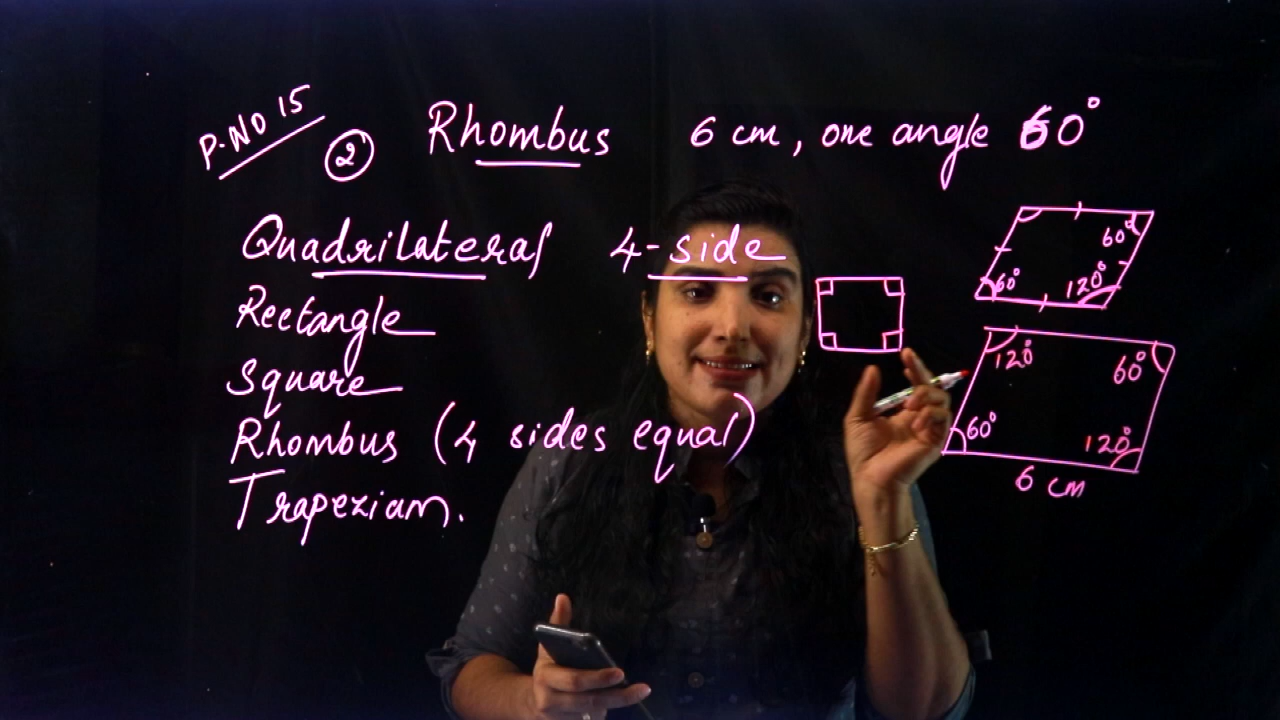 P.NO 15
② Rhombus 6 cm, one angle 60°
Quadrilateral 4-side
Rectangle
Square
Rhombus (4 sides equal)
Trapeziam.
60°
60° 120°
120° 60°
60° 120°
6 cm